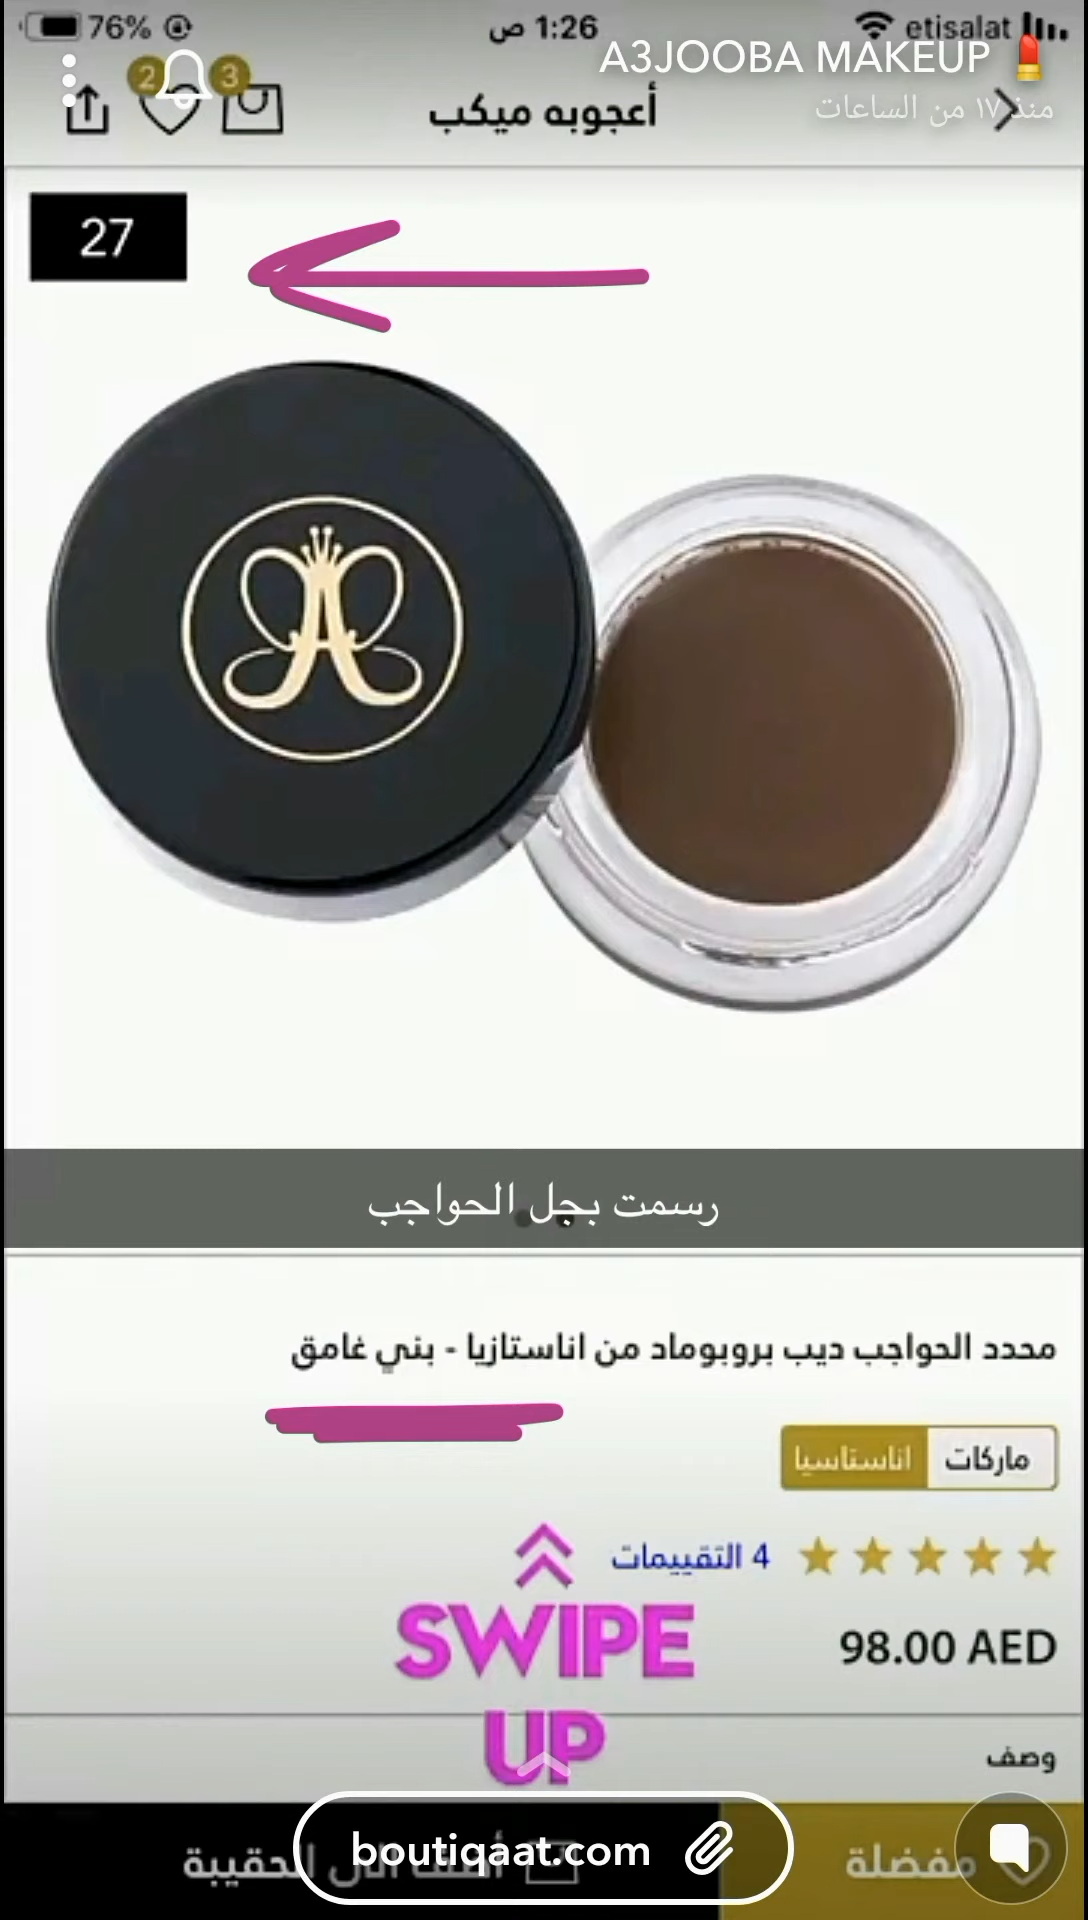 76%
1:26 ص
etisalat
A3JOOBA MAKEUP
منذ ١٧ من الساعات
2
3
أعجوبه ميكب
27
رسمت بجل الحواجب
محدد الحواجب ديب بروبوماد من اناستازيا - بني غامق
ماركات اناستاسيا
4 التقييمات
98.00 AED
SWIPE
UP
وصف
مفضلة
boutiqaat.com
الى الحقيبة